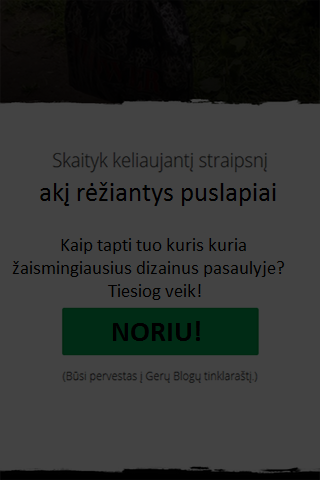 Skaityk keliaujantį straipsnį
akį rėžiantys puslapiai
Kaip tapti tuo kuris kuria
žaismingiausius dizainus pasaulyje?
Tiesiog veik!
NORIU!
(Būsi pervestas į Gerų Blogų tinklaraštį.)